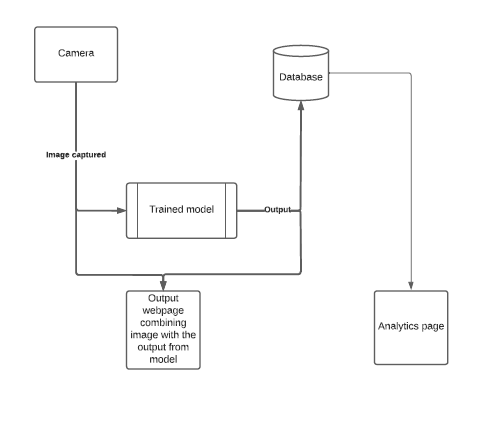 Camera
Database
Image captured
Trained model
Output
Output
webpage
combining
image with the
output from
model
Analytics page